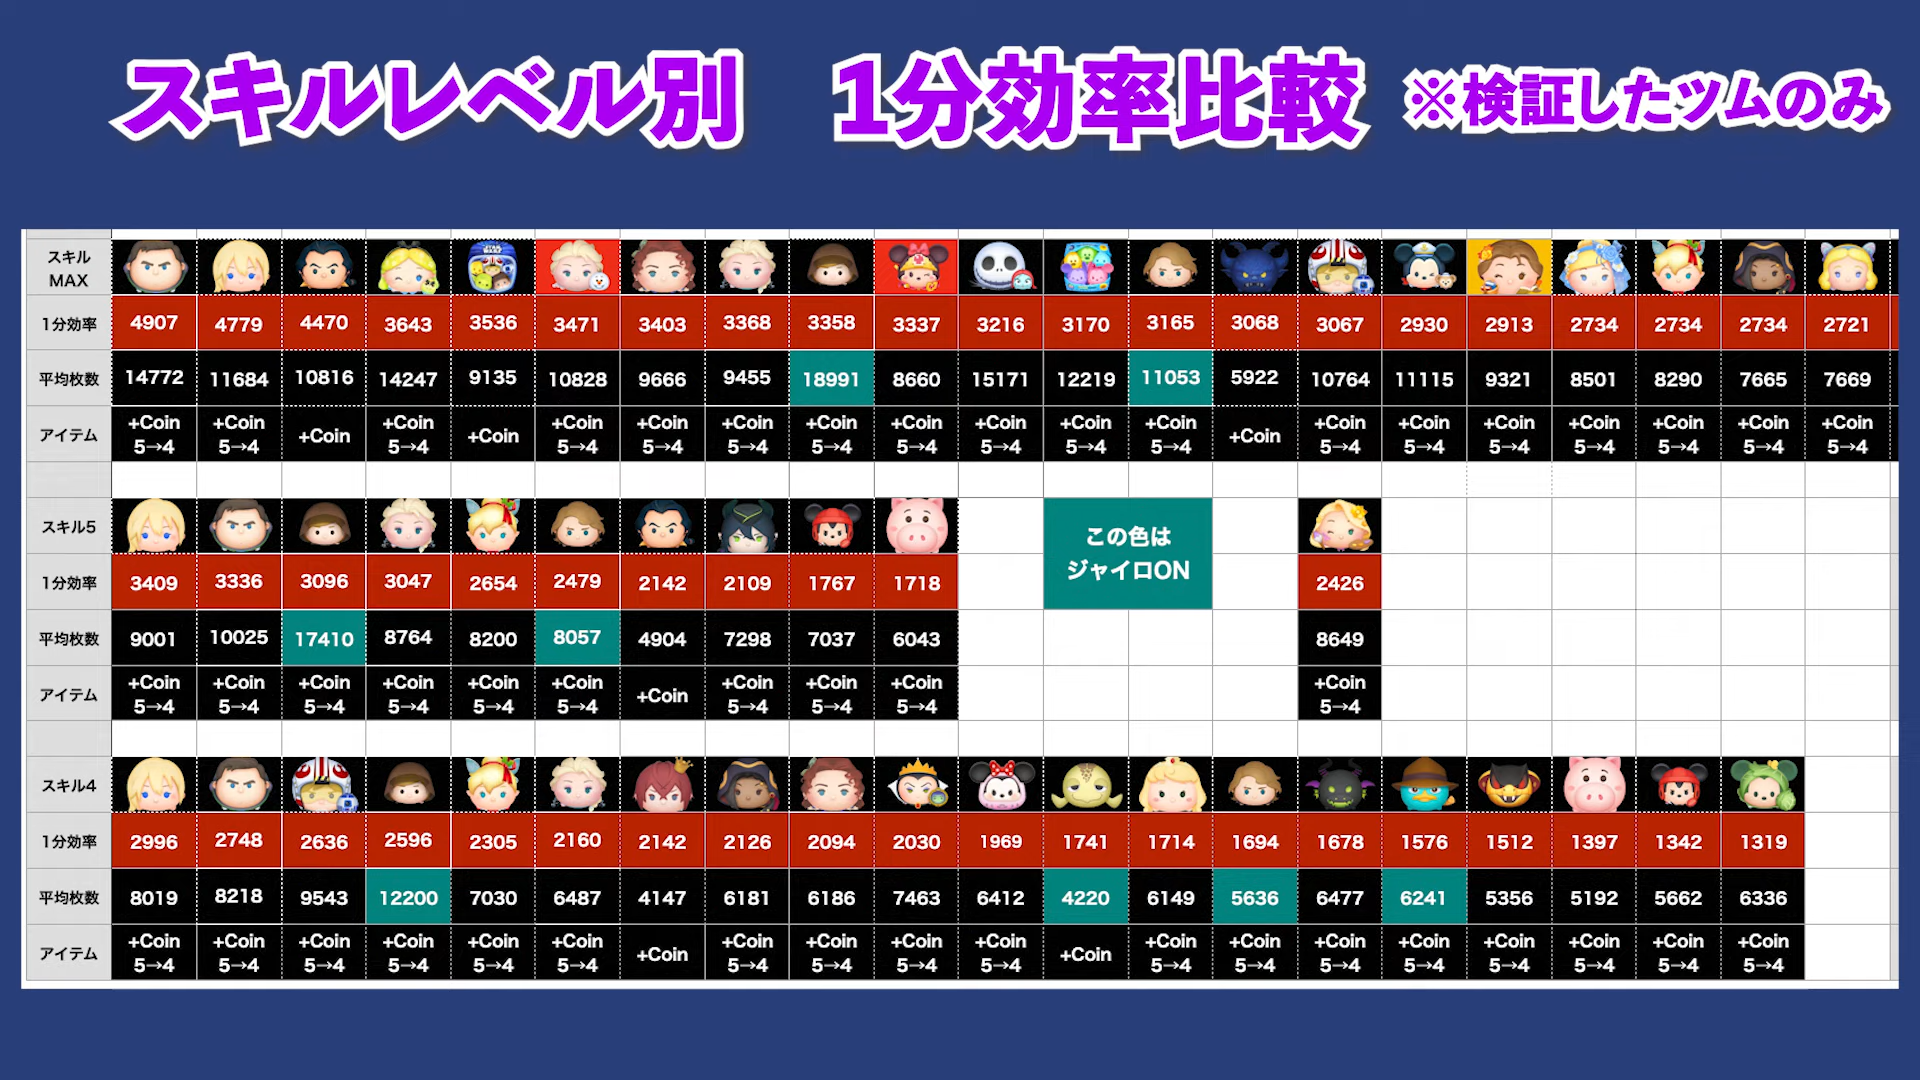 スキルレベル別　1分効率比較 ※検証したツムのみ
スキル
MAX
1分効率 4907 4779 4470 3643 3536 3471 3403 3368 3358 3337 3216 3170 3165 3068 3067 2930 2913 2734 2734 2734 2721
平均枚数 14772 11684 10816 14247 9135 10828 9666 9455 18991 8660 15171 12219 11053 5922 10764 11115 9321 8501 8290 7665 7669
アイテム +Coin 5→4 +Coin 5→4 +Coin +Coin 5→4 +Coin +Coin 5→4 +Coin 5→4 +Coin 5→4 +Coin 5→4 +Coin 5→4 +Coin 5→4 +Coin 5→4 +Coin 5→4 +Coin +Coin 5→4 +Coin 5→4 +Coin 5→4 +Coin 5→4 +Coin 5→4 +Coin 5→4 +Coin 5→4
スキル5
この色は
ジャイロON
1分効率 3409 3336 3096 3047 2654 2479 2142 2109 1767 1718 2426
平均枚数 9001 10025 17410 8764 8200 8057 4904 7298 7037 6043 8649
アイテム +Coin 5→4 +Coin 5→4 +Coin 5→4 +Coin 5→4 +Coin 5→4 +Coin 5→4 +Coin +Coin 5→4 +Coin 5→4 +Coin 5→4 +Coin 5→4
スキル4
1分効率 2996 2748 2636 2596 2305 2160 2142 2126 2094 2030 1969 1741 1714 1694 1678 1576 1512 1397 1342 1319
平均枚数 8019 8218 9543 12200 7030 6487 4147 6181 6186 7463 6412 4220 6149 5636 6477 6241 5356 5192 5662 6336
アイテム +Coin 5→4 +Coin 5→4 +Coin 5→4 +Coin 5→4 +Coin 5→4 +Coin 5→4 +Coin +Coin 5→4 +Coin 5→4 +Coin 5→4 +Coin 5→4 +Coin +Coin 5→4 +Coin 5→4 +Coin 5→4 +Coin 5→4 +Coin 5→4 +Coin 5→4 +Coin 5→4 +Coin 5→4